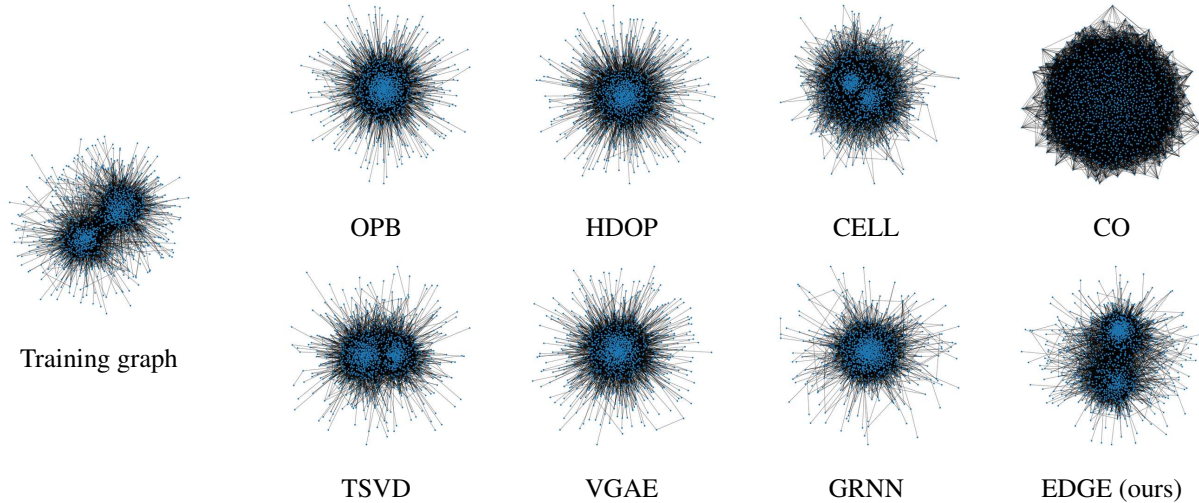 OPB
HDOP
CELL
CO
Training graph
TSVD
VGAE
GRNN
EDGE (ours)